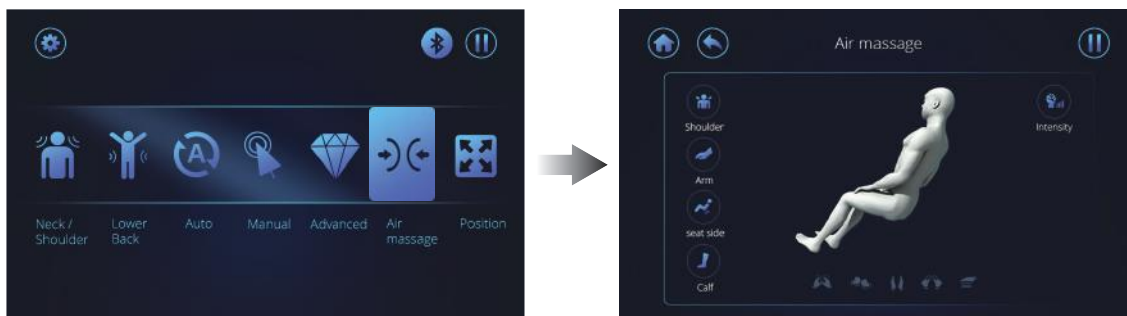 Neck /
Shoulder
Lower
Back
Auto
Manual
Advanced
Air
massage
Position
Air massage
Shoulder
Arm
seat side
Calf
Intensity